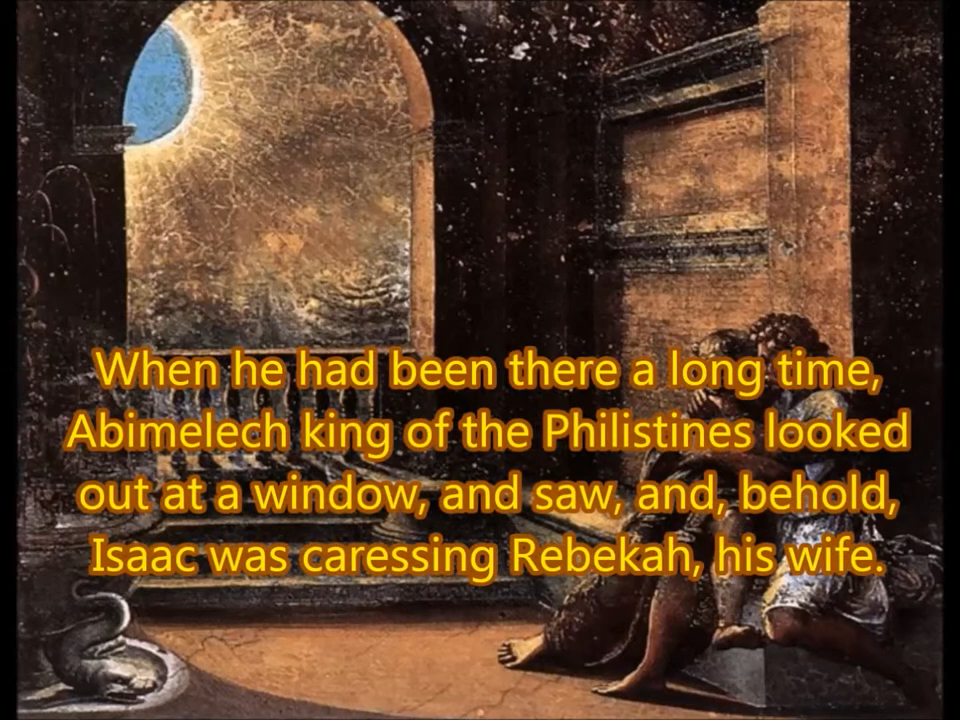 When he had been there a long time,
Abimelech king of the Philistines looked
out at a window, and saw, and, behold,
Isaac was caressing Rebekah, his wife.